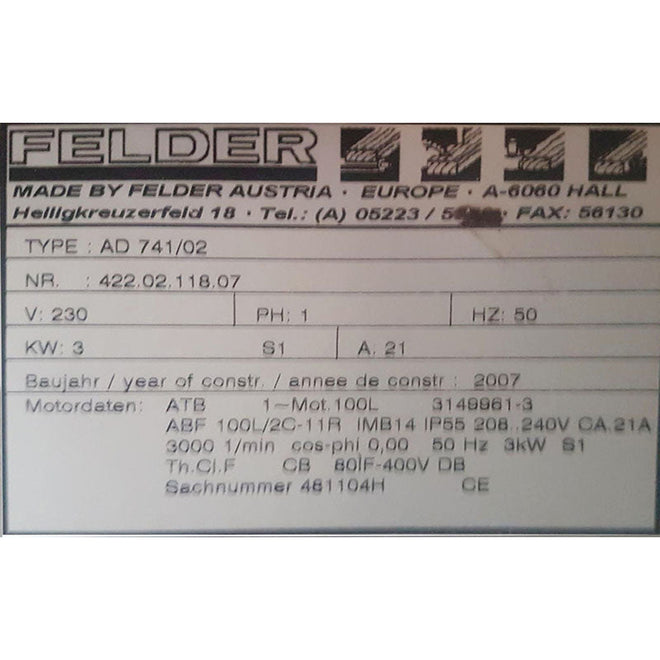 FELDER
MADE BY FELDER AUSTRIA · EUROPE · A-6060 HALL
Heiligkreuzerfeld 18 · Tel.: (A) 05223 / · FAX: 56130
TYPE : AD 741/02
NR. : 422.02.118.07
V: 230 PH: 1 HZ: 50
KW: 3 S1 A. 21
Baujahr / year of constr. / annee de constr : 2007
Motordaten: ATB 1~Mot.100L 3149961-3
ABF 100L/2C-11R IMB14 IP55 208..240V CA.21A
3000 1/min cos-phi 0,00 50 Hz 3kW S1
Th.Cl.F CB 80μF-400V DB
Sachnummer 481104H CE